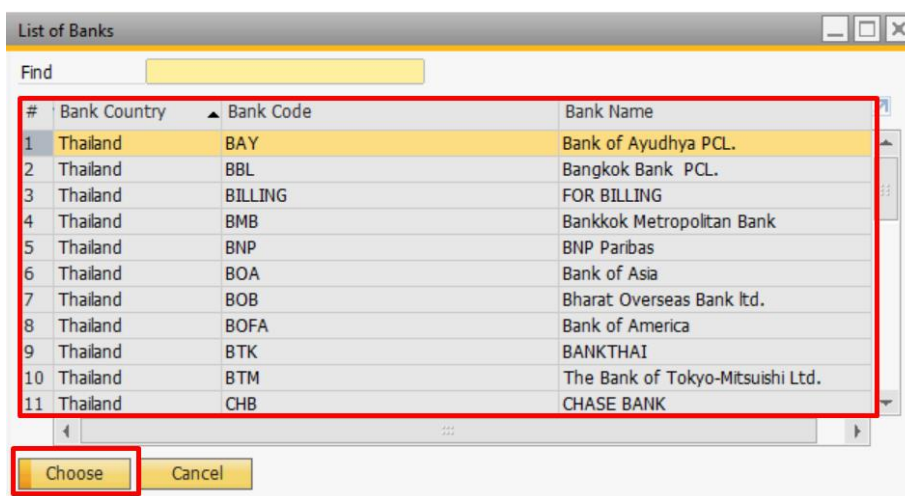 List of Banks
Find
# Bank Country Bank Code Bank Name
1 Thailand BAY Bank of Ayudhya PCL.
2 Thailand BBL Bangkok Bank PCL.
3 Thailand BILLING FOR BILLING
4 Thailand BMB Bankkok Metropolitan Bank
5 Thailand BNP BNP Paribas
6 Thailand BOA Bank of Asia
7 Thailand BOB Bharat Overseas Bank ltd.
8 Thailand BOFA Bank of America
9 Thailand BTK BANKTHAI
10 Thailand BTM The Bank of Tokyo-Mitsuishi Ltd.
11 Thailand CHB CHASE BANK
Choose Cancel